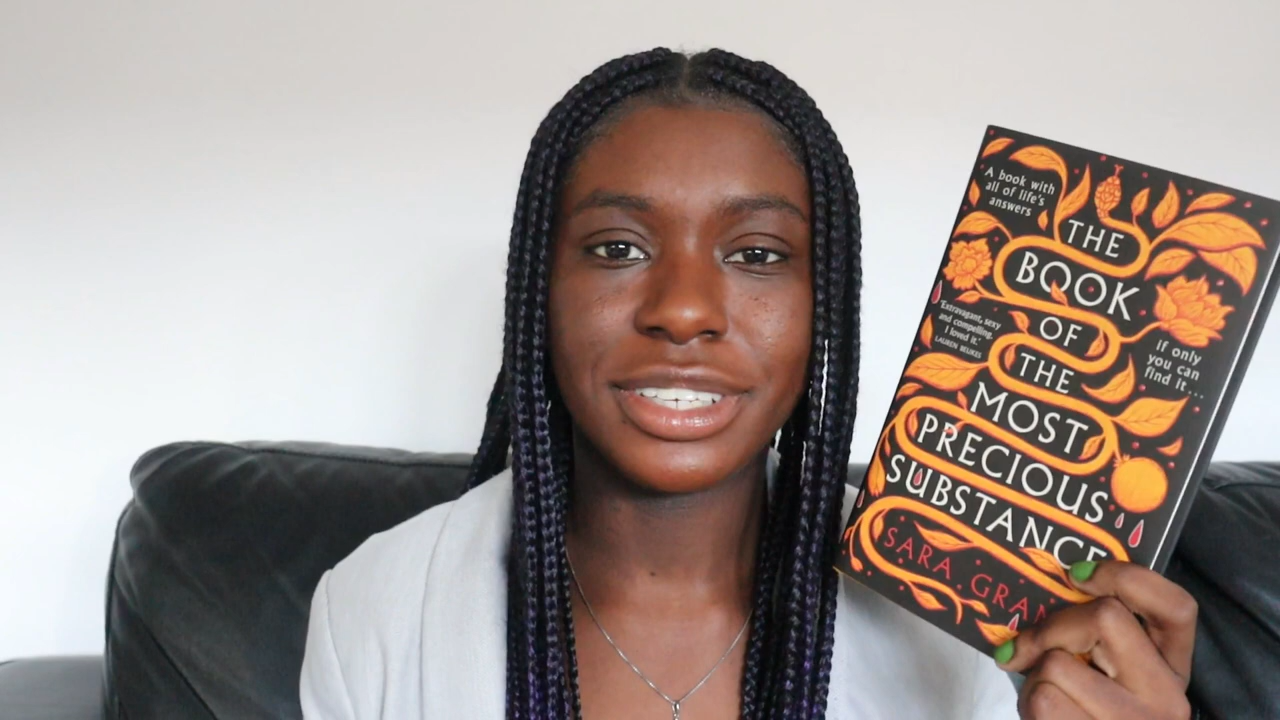 A book with
all of life's
answers
THE
BOOK
OF
THE
MOST
PRECIOUS
SUBSTANCE
'Extravagant, sexy
and compelling.
I loved it.'
LAUREN BEUKES
If only
you can
find it...
SARA GRAN